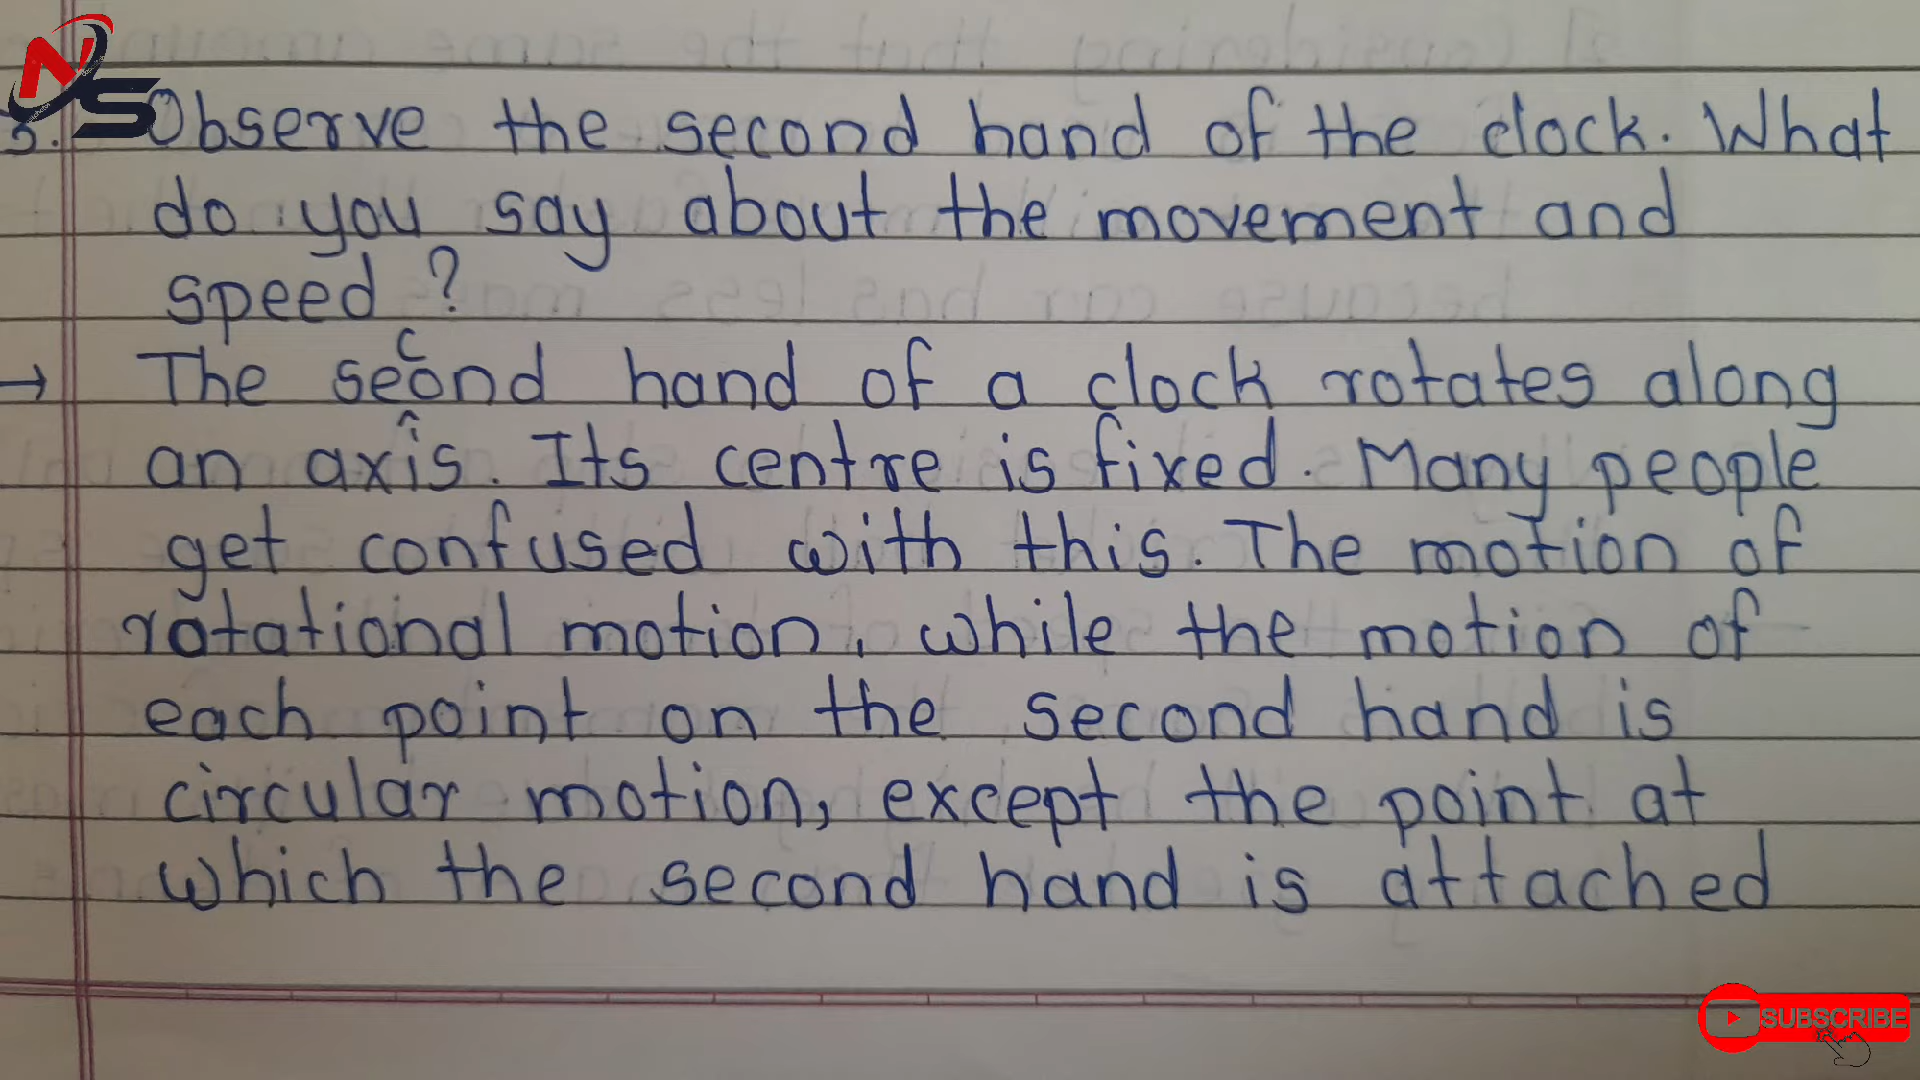 NS
5. Observe the second hand of the clock. What
do you say about the movement and
speed ?
→ The second hand of a clock rotates along
an axis. Its centre is fixed. Many people
get confused with this. The motion of
rotational motion, while the motion of
each point on the second hand is
circular motion, except the point at
which the second hand is attached
SUBSCRIBE